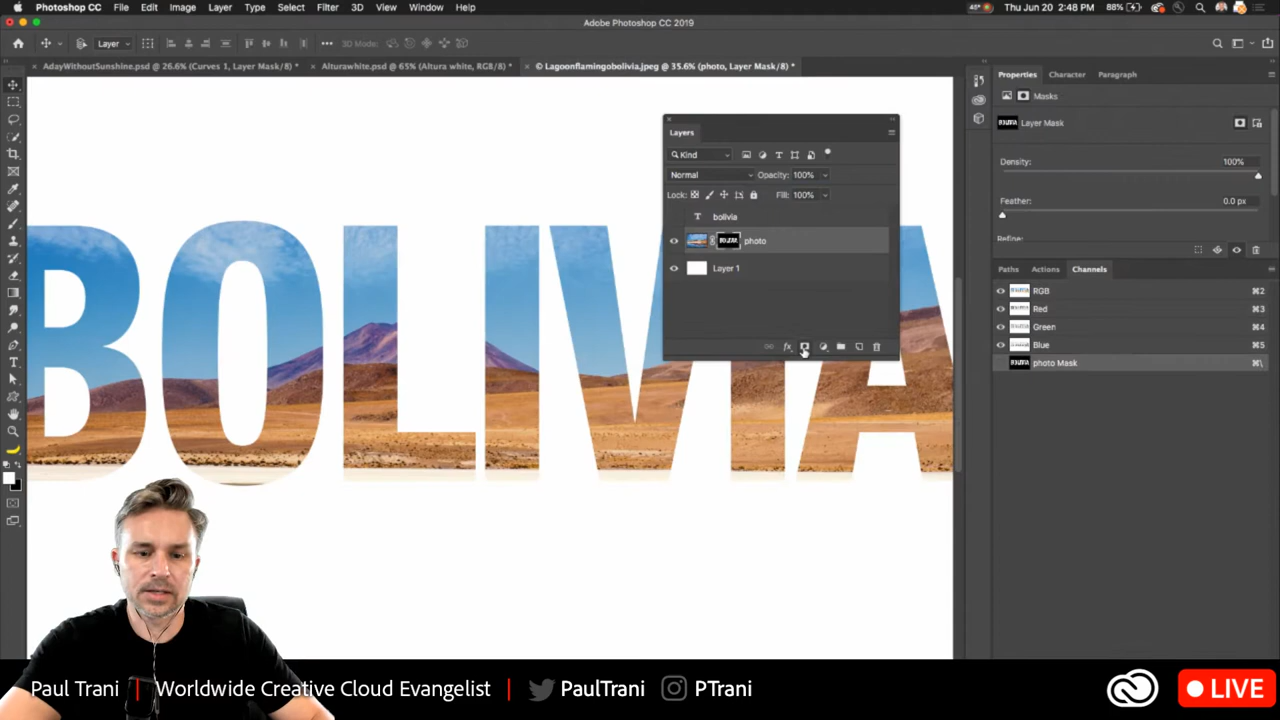 Photoshop CC File Edit Image Layer Type Select Filter 3D View Window Help
45° Thu Jun 20 2:48 PM 88%
Adobe Photoshop CC 2019
Layer 3D Mode:
AdayWithoutSunshine.psd @ 26.6% (Curves 1, Layer Mask/8) *
Alturawhite.psd @ 65% (Altura white, RGB/8) *
© Lagoonflamingobolivia.jpeg @ 35.6% (photo, Layer Mask/8) *
BOLIVIA
Layers
Kind
Normal Opacity: 100%
Lock: Fill: 100%
T bolivia
photo
Layer 1
fx
Properties Character Paragraph
Masks
Layer Mask
Density: 100%
Feather: 0.0 px
Refine:
Paths Actions Channels
RGB ⌘2
Red ⌘3
Green ⌘4
Blue ⌘5
photo Mask ⌘\
Paul Trani | Worldwide Creative Cloud Evangelist | PaulTrani PTrani
LIVE